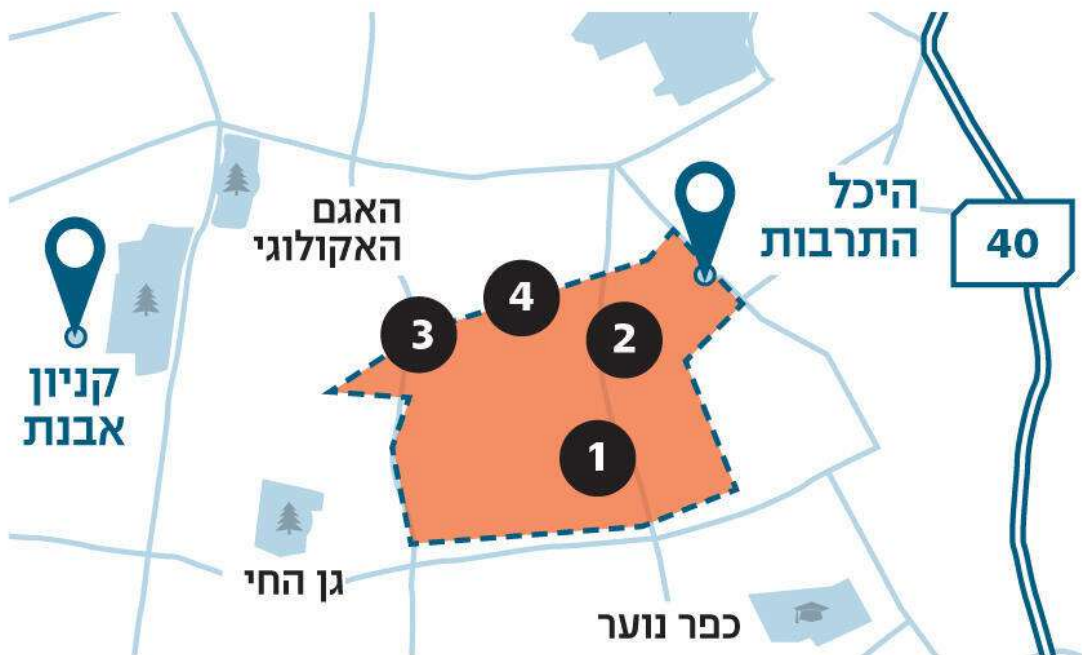 היכל
התרבות
40
האגם
האקולוגי
4
3
2
קניון
אבנת
1
גן החי
כפר נוער